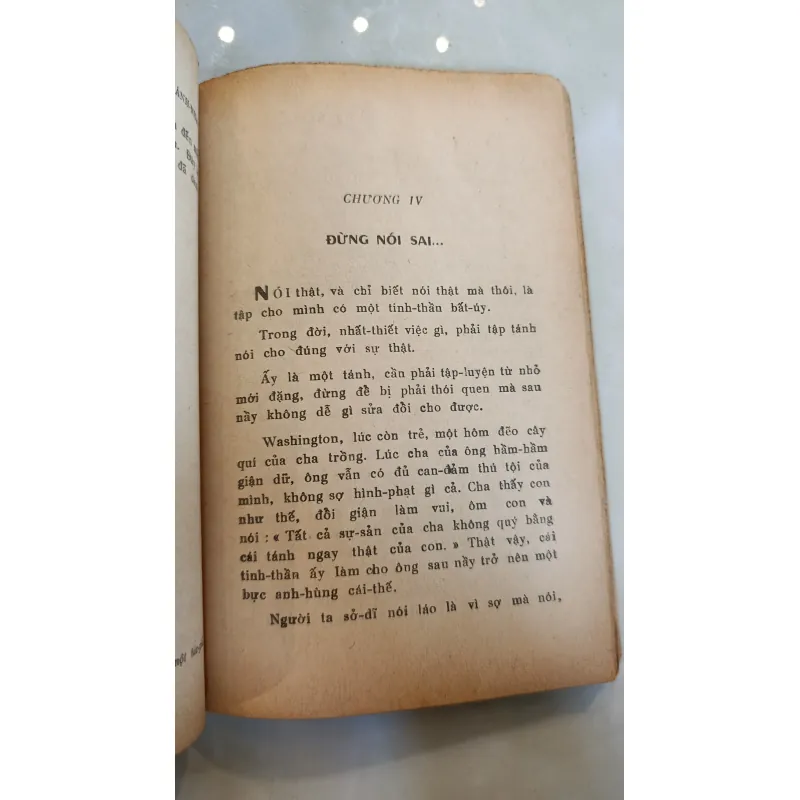 CHƯƠNG IV
ĐỪNG NÓI SAI...
NÓI thật, và chỉ biết nói thật mà thôi, là
tập cho mình có một tinh-thần bất-úy.
Trong đời, nhất-thiết việc gì, phải tập tánh
nói cho đúng với sự thật.
Ấy là một tánh, cần phải tập-luyện từ nhỏ
mới đặng, đừng để bị phải thói quen mà sau
nầy không dễ gì sửa đổi cho được.
Washington, lúc còn trẻ, một hôm đẽo cây
quí của cha trồng. Lúc cha của ông hầm-hầm
giận dữ, ông vẫn có đủ can-đảm thú tội của
mình, không sợ hình-phạt gì cả. Cha thấy con
như thế, đổi giận làm vui, ôm con và
nói : « Tất cả sự-sản của cha không quý bằng
cái tánh ngay thật của con. » Thật vậy, cái
tinh-thần ấy làm cho ông sau nầy trở nên một
bực anh-hùng cái-thế.
Người ta sở-dĩ nói láo là vì sợ mà nói,